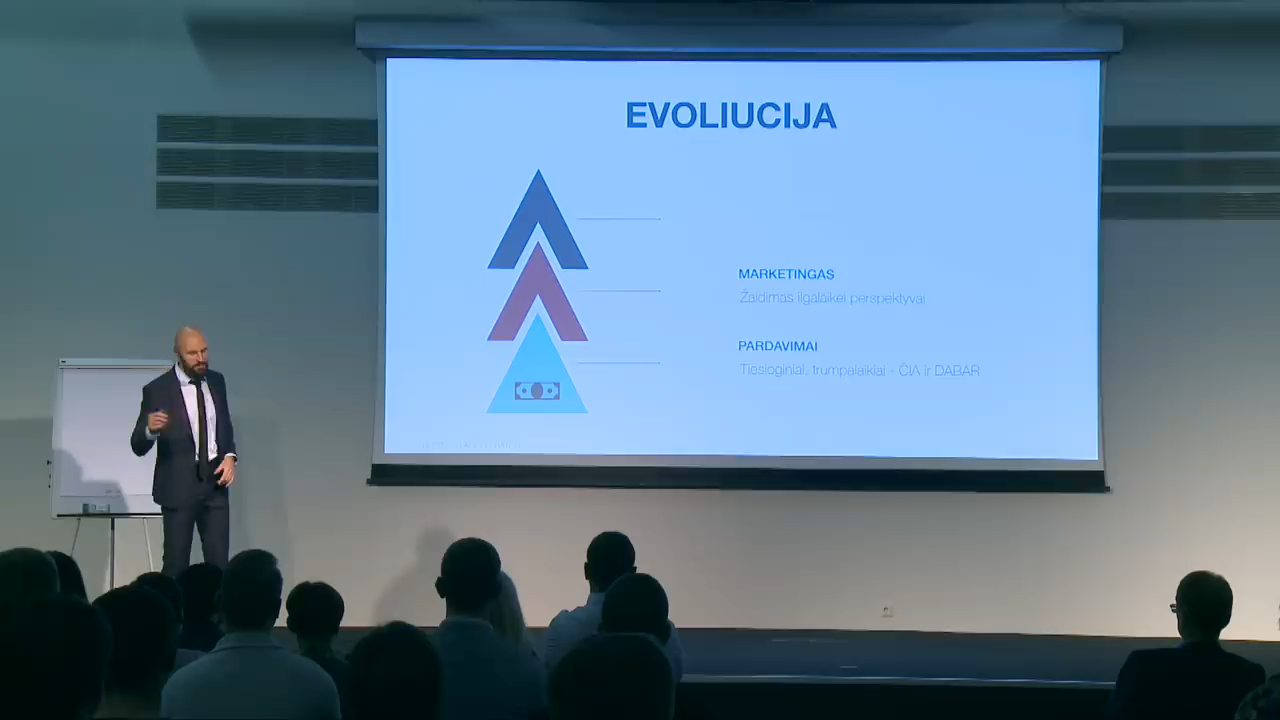 EVOLIUCIJA
MARKETINGAS
Žaidimas ilgalaikei perspektyvai
PARDAVIMAI
Tiesioginiai, trumpalaikiai - ČIA ir DABAR